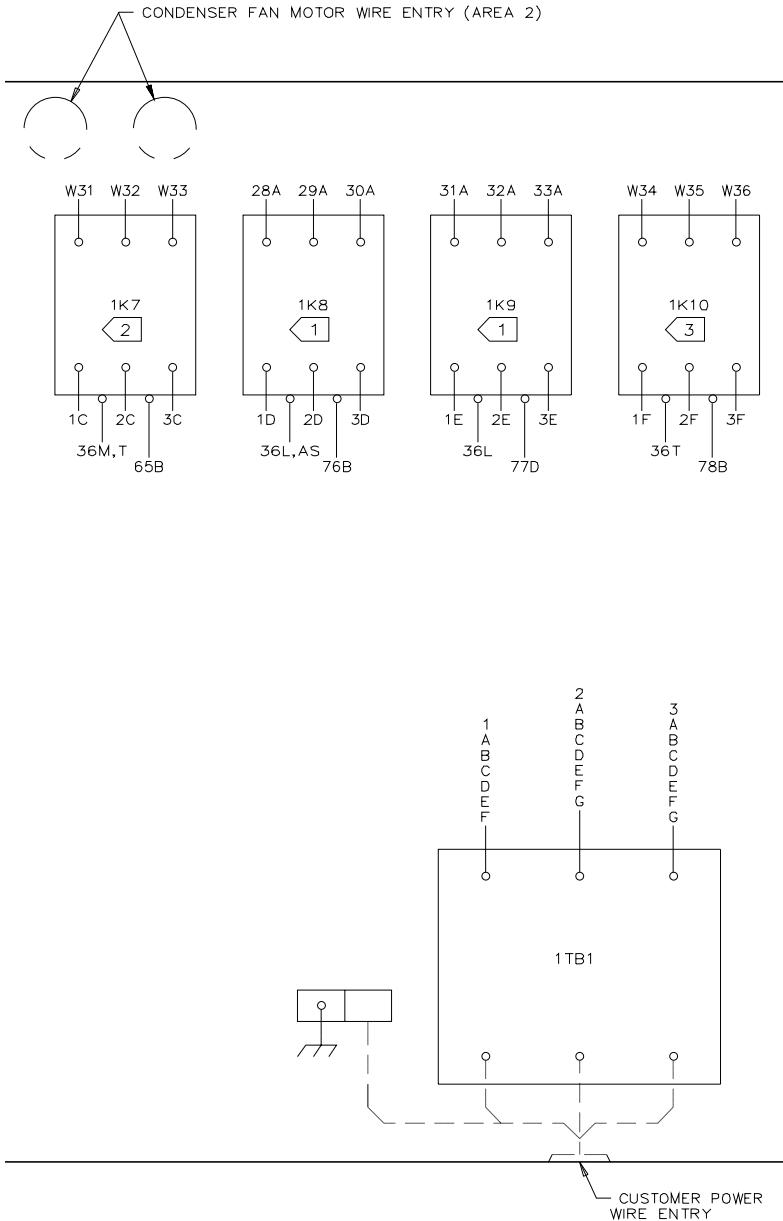 CONDENSER FAN MOTOR WIRE ENTRY (AREA 2)
W31 W32 W33 28A 29A 30A 31A 32A 33A W34 W35 W36
1K7 1K8 1K9 1K10
2 1 1 3
1C 2C 3C 1D 2D 3D 1E 2E 3E 1F 2F 3F
36M,T 36L,AS 36L 36T
65B 76B 77D 78B
1
A
B
C
D
E
F
2
A
B
C
D
E
F
G
3
A
B
C
D
E
F
G
1TB1
CUSTOMER POWER
WIRE ENTRY